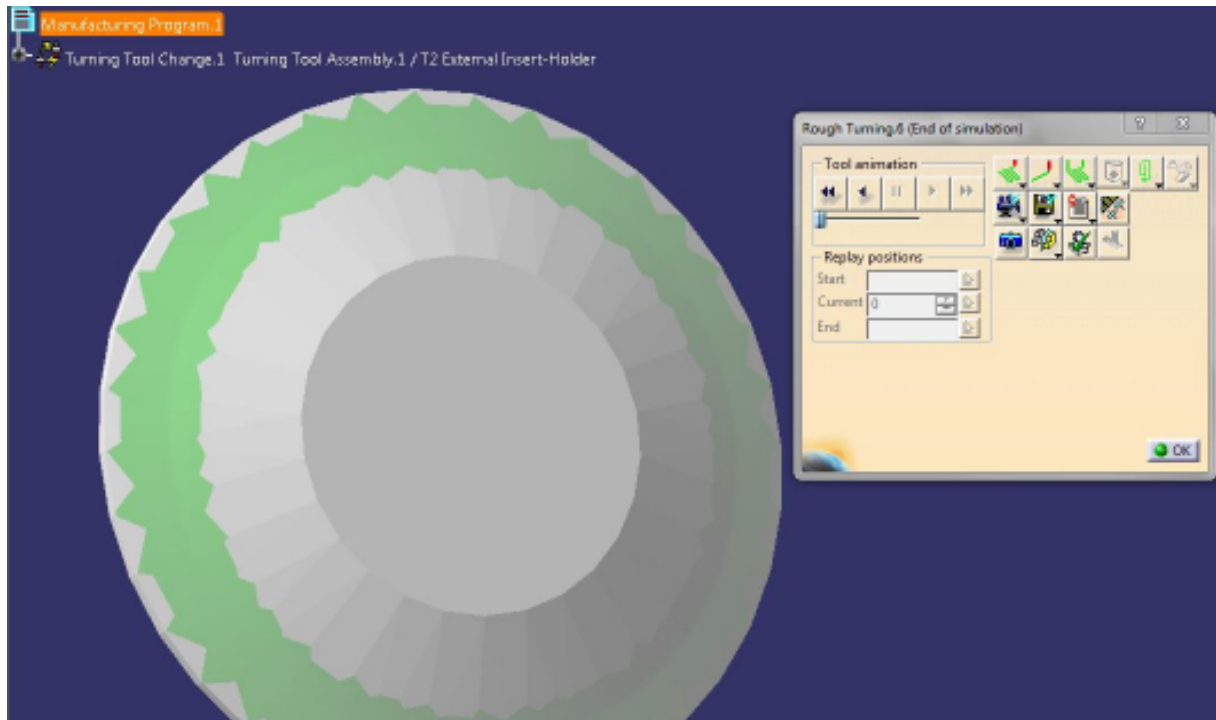 Manufacturing Program.1
Turning Tool Change.1 Turning Tool Assembly.1 / T2 External Insert-Holder
Rough Turning.6 (End of simulation)
Tool animation
Replay positions
Start
Current 0
End
OK